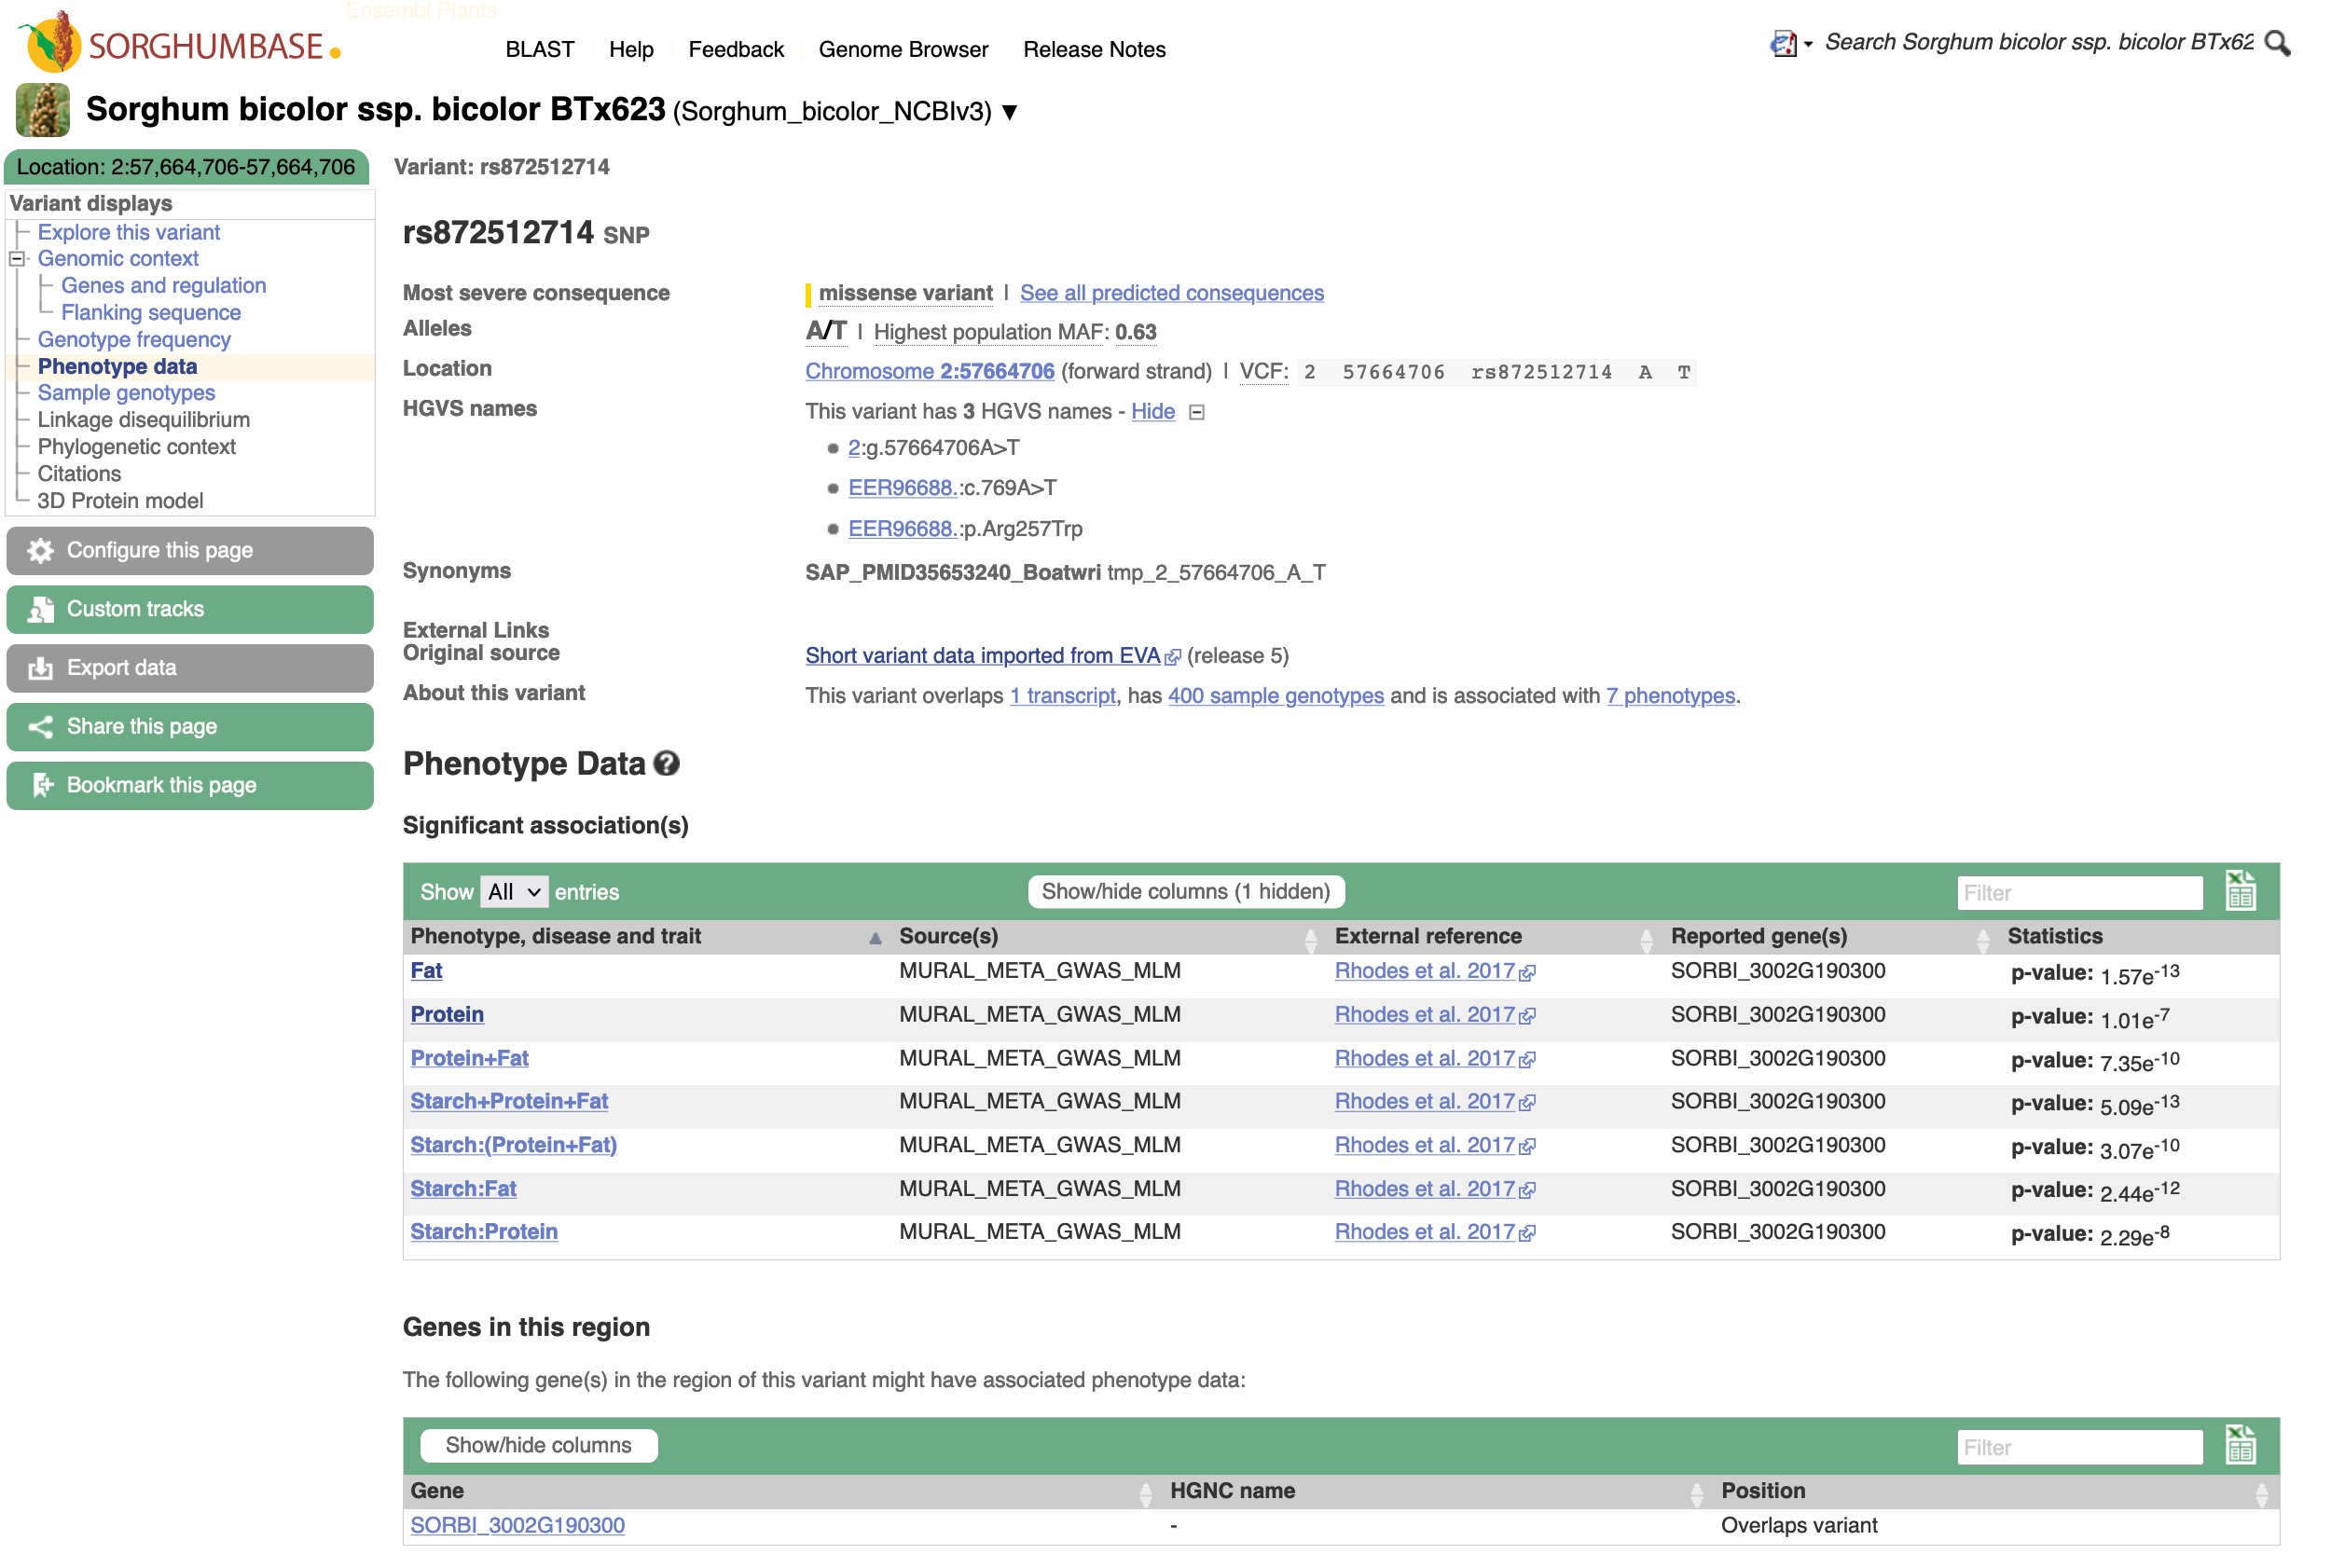 Ensembl Plants
SORGHUMBASE.
BLAST Help Feedback Genome Browser Release Notes
Search Sorghum bicolor ssp. bicolor BTx62
Sorghum bicolor ssp. bicolor BTx623 (Sorghum_bicolor_NCBIv3) ▼
Location: 2:57,664,706-57,664,706
Variant: rs872512714
Variant displays
Explore this variant
Genomic context
Genes and regulation
Flanking sequence
Genotype frequency
Phenotype data
Sample genotypes
Linkage disequilibrium
Phylogenetic context
Citations
3D Protein model
Configure this page
Custom tracks
Export data
Share this page
Bookmark this page
rs872512714 SNP
Most severe consequence missense variant | See all predicted consequences
Alleles A/T | Highest population MAF: 0.63
Location Chromosome 2:57664706 (forward strand) | VCF: 2 57664706 rs872512714 A T
HGVS names This variant has 3 HGVS names - Hide
2:g.57664706A>T
EER96688.:c.769A>T
EER96688.:p.Arg257Trp
Synonyms SAP_PMID35653240_Boatwri tmp_2_57664706_A_T
External Links
Original source Short variant data imported from EVA (release 5)
About this variant This variant overlaps 1 transcript, has 400 sample genotypes and is associated with 7 phenotypes.
Phenotype Data ?
Significant association(s)
Show All entries Show/hide columns (1 hidden) Filter
Phenotype, disease and trait Source(s) External reference Reported gene(s) Statistics
Fat MURAL_META_GWAS_MLM Rhodes et al. 2017 SORBI_3002G190300 p-value: 1.57e-13
Protein MURAL_META_GWAS_MLM Rhodes et al. 2017 SORBI_3002G190300 p-value: 1.01e-7
Protein+Fat MURAL_META_GWAS_MLM Rhodes et al. 2017 SORBI_3002G190300 p-value: 7.35e-10
Starch+Protein+Fat MURAL_META_GWAS_MLM Rhodes et al. 2017 SORBI_3002G190300 p-value: 5.09e-13
Starch:(Protein+Fat) MURAL_META_GWAS_MLM Rhodes et al. 2017 SORBI_3002G190300 p-value: 3.07e-10
Starch:Fat MURAL_META_GWAS_MLM Rhodes et al. 2017 SORBI_3002G190300 p-value: 2.44e-12
Starch:Protein MURAL_META_GWAS_MLM Rhodes et al. 2017 SORBI_3002G190300 p-value: 2.29e-8
Genes in this region
The following gene(s) in the region of this variant might have associated phenotype data:
Show/hide columns Filter
Gene HGNC name Position
SORBI_3002G190300 - Overlaps variant